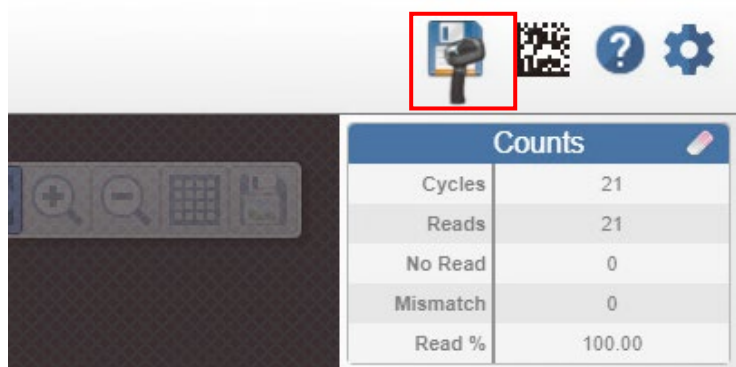 Counts
Cycles 21
Reads 21
No Read 0
Mismatch 0
Read % 100.00